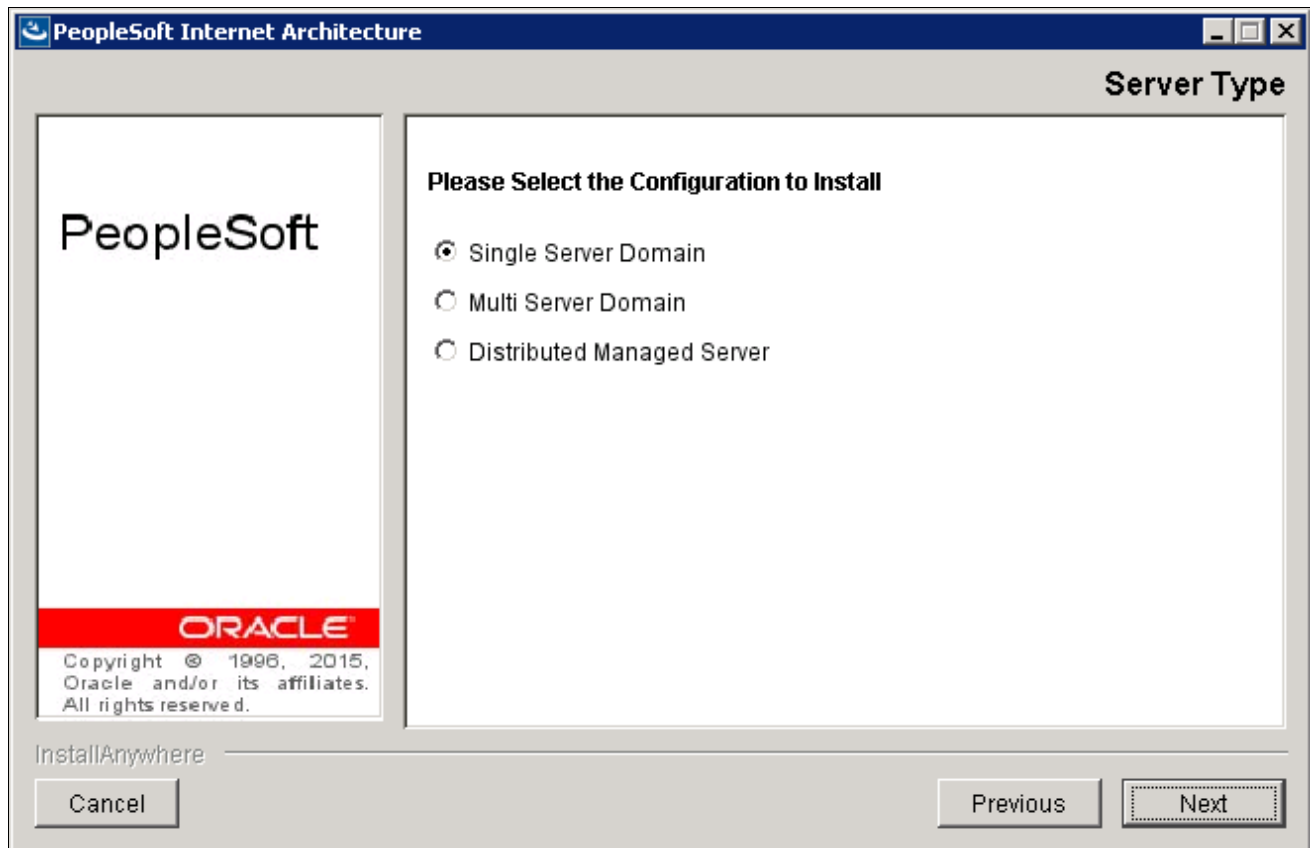 PeopleSoft Internet Architecture
Server Type
PeopleSoft
ORACLE
Copyright © 1996, 2015,
Oracle and/or its affiliates.
All rights reserved.
Please Select the Configuration to Install
Single Server Domain
Multi Server Domain
Distributed Managed Server
InstallAnywhere
Cancel
Previous
Next